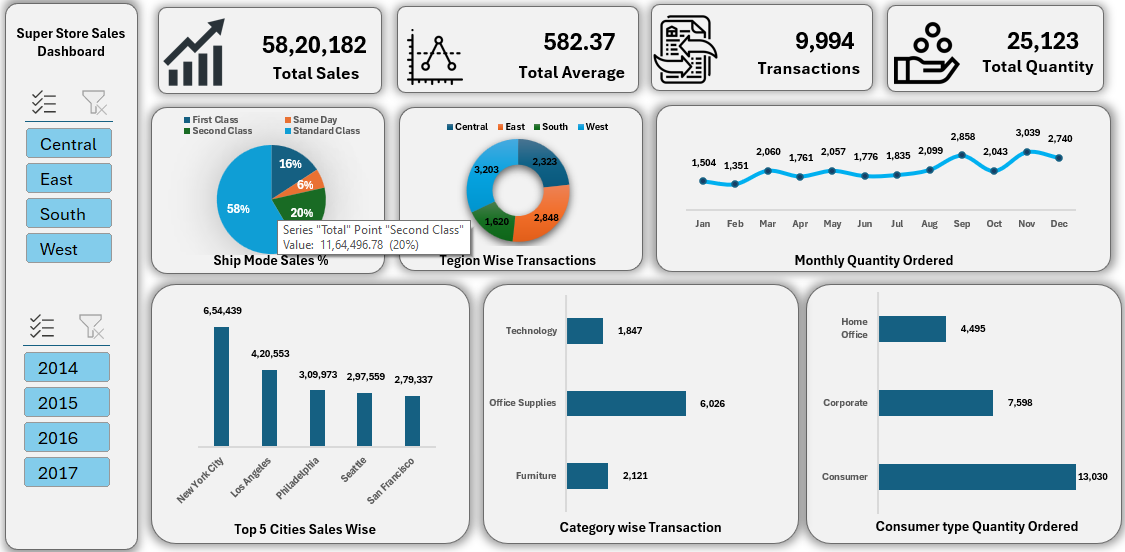 Super Store Sales
Dashboard
Central
East
South
West
2014
2015
2016
2017
58,20,182
Total Sales
582.37
Total Average
9,994
Transactions
25,123
Total Quantity
First Class
Same Day
Second Class
Standard Class
16%
6%
20%
58%
Series "Total" Point "Second Class"
Value: 11,64,496.78 (20%)
Ship Mode Sales %
Central
East
South
West
2,323
2,848
1,620
3,203
Tegion Wise Transactions
1,504
1,351
2,060
1,761
2,057
1,776
1,835
2,099
2,858
2,043
3,039
2,740
Jan
Feb
Mar
Apr
May
Jun
Jul
Aug
Sep
Oct
Nov
Dec
Monthly Quantity Ordered
6,54,439
4,20,553
3,09,973
2,97,559
2,79,337
New York City
Los Angeles
Philadelphia
Seattle
San Francisco
Top 5 Cities Sales Wise
Technology
1,847
Office Supplies
6,026
Furniture
2,121
Category wise Transaction
Home
Office
4,495
Corporate
7,598
Consumer
13,030
Consumer type Quantity Ordered